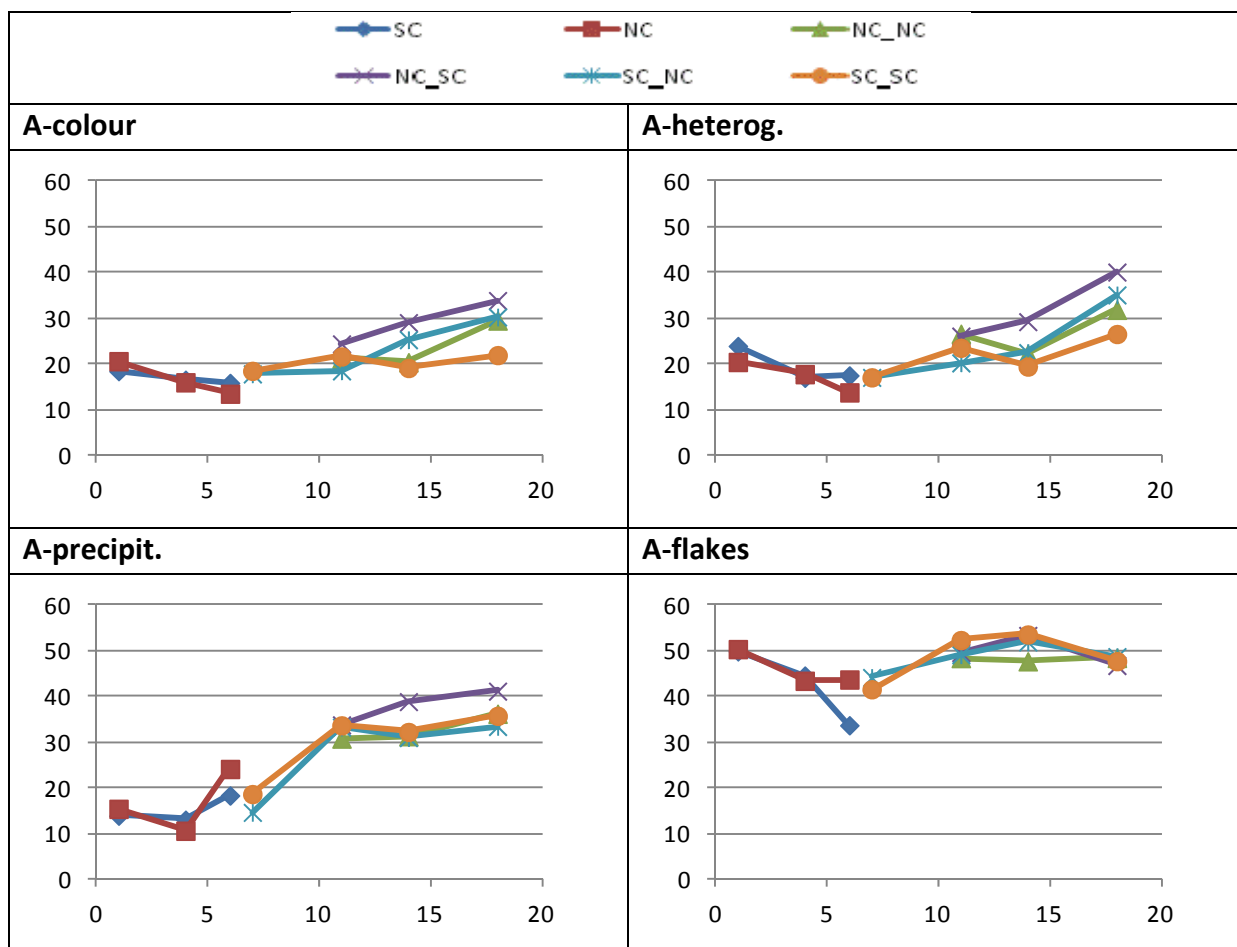 SC NC NC_NC
NC_SC SC_NC SC_SC
A-colour A-heterog.
60 60
50 50
40 40
30 30
20 20
10 10
0 0
0 5 10 15 20 0 5 10 15 20
A-precipit. A-flakes
60 60
50 50
40 40
30 30
20 20
10 10
0 0
0 5 10 15 20 0 5 10 15 20